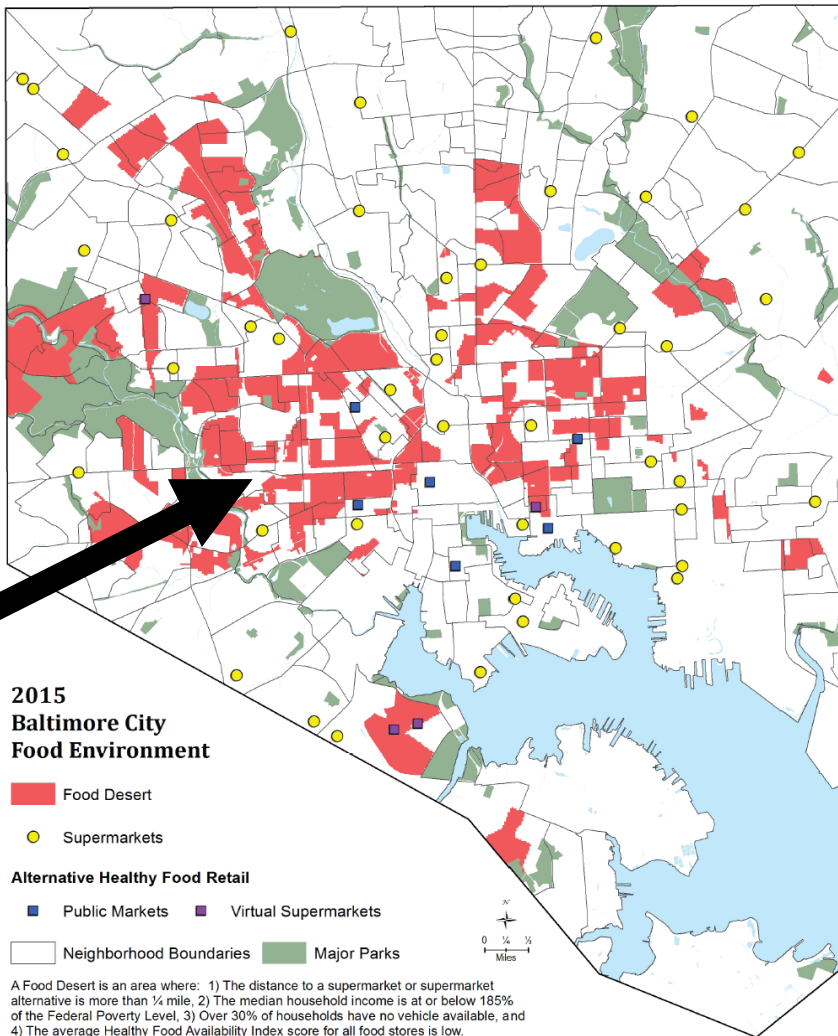 2015
Baltimore City
Food Environment
Food Desert
Supermarkets
Alternative Healthy Food Retail
Public Markets Virtual Supermarkets
Neighborhood Boundaries Major Parks
N
0 ¼ ½
Miles
A Food Desert is an area where: 1) The distance to a supermarket or supermarket
alternative is more than ¼ mile, 2) The median household income is at or below 185%
of the Federal Poverty Level, 3) Over 30% of households have no vehicle available, and
4) The average Healthy Food Availability Index score for all food stores is low.